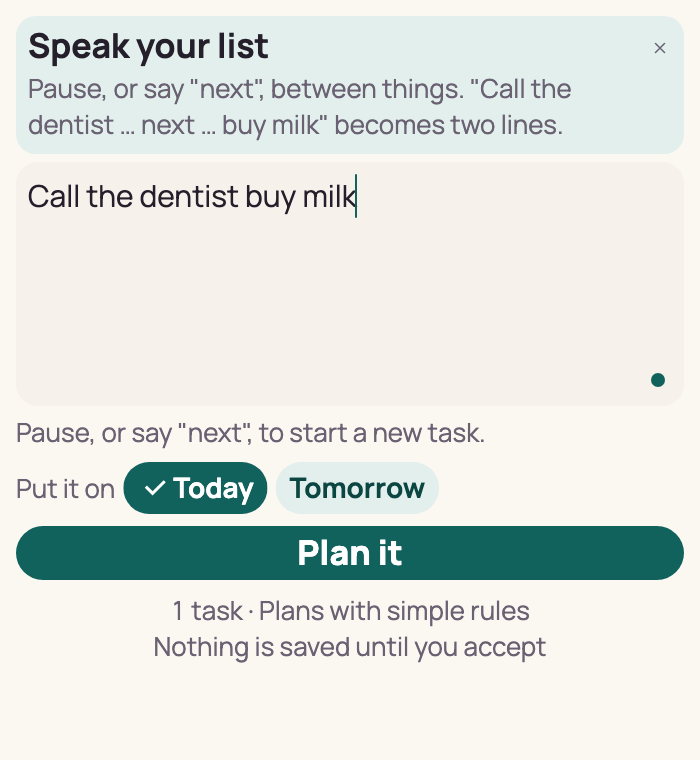 Speak your list
Pause, or say "next", between things. "Call the
dentist … next … buy milk" becomes two lines.
Call the dentist buy milk
Pause, or say "next", to start a new task.
Put it on ✓ Today Tomorrow
Plan it
1 task · Plans with simple rules
Nothing is saved until you accept